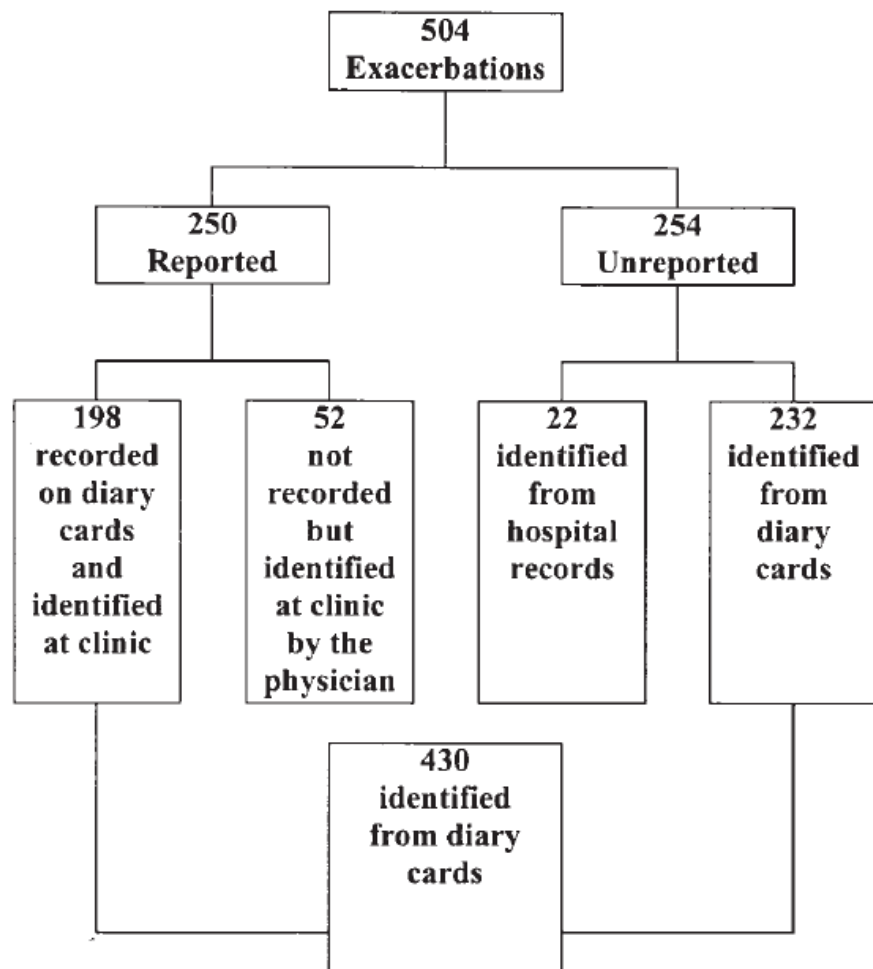 504
Exacerbations
250
Reported
254
Unreported
198
recorded
on diary
cards
and
identified
at clinic
52
not
recorded
but
identified
at clinic
by the
physician
22
identified
from
hospital
records
232
identified
from
diary
cards
430
identified
from diary
cards